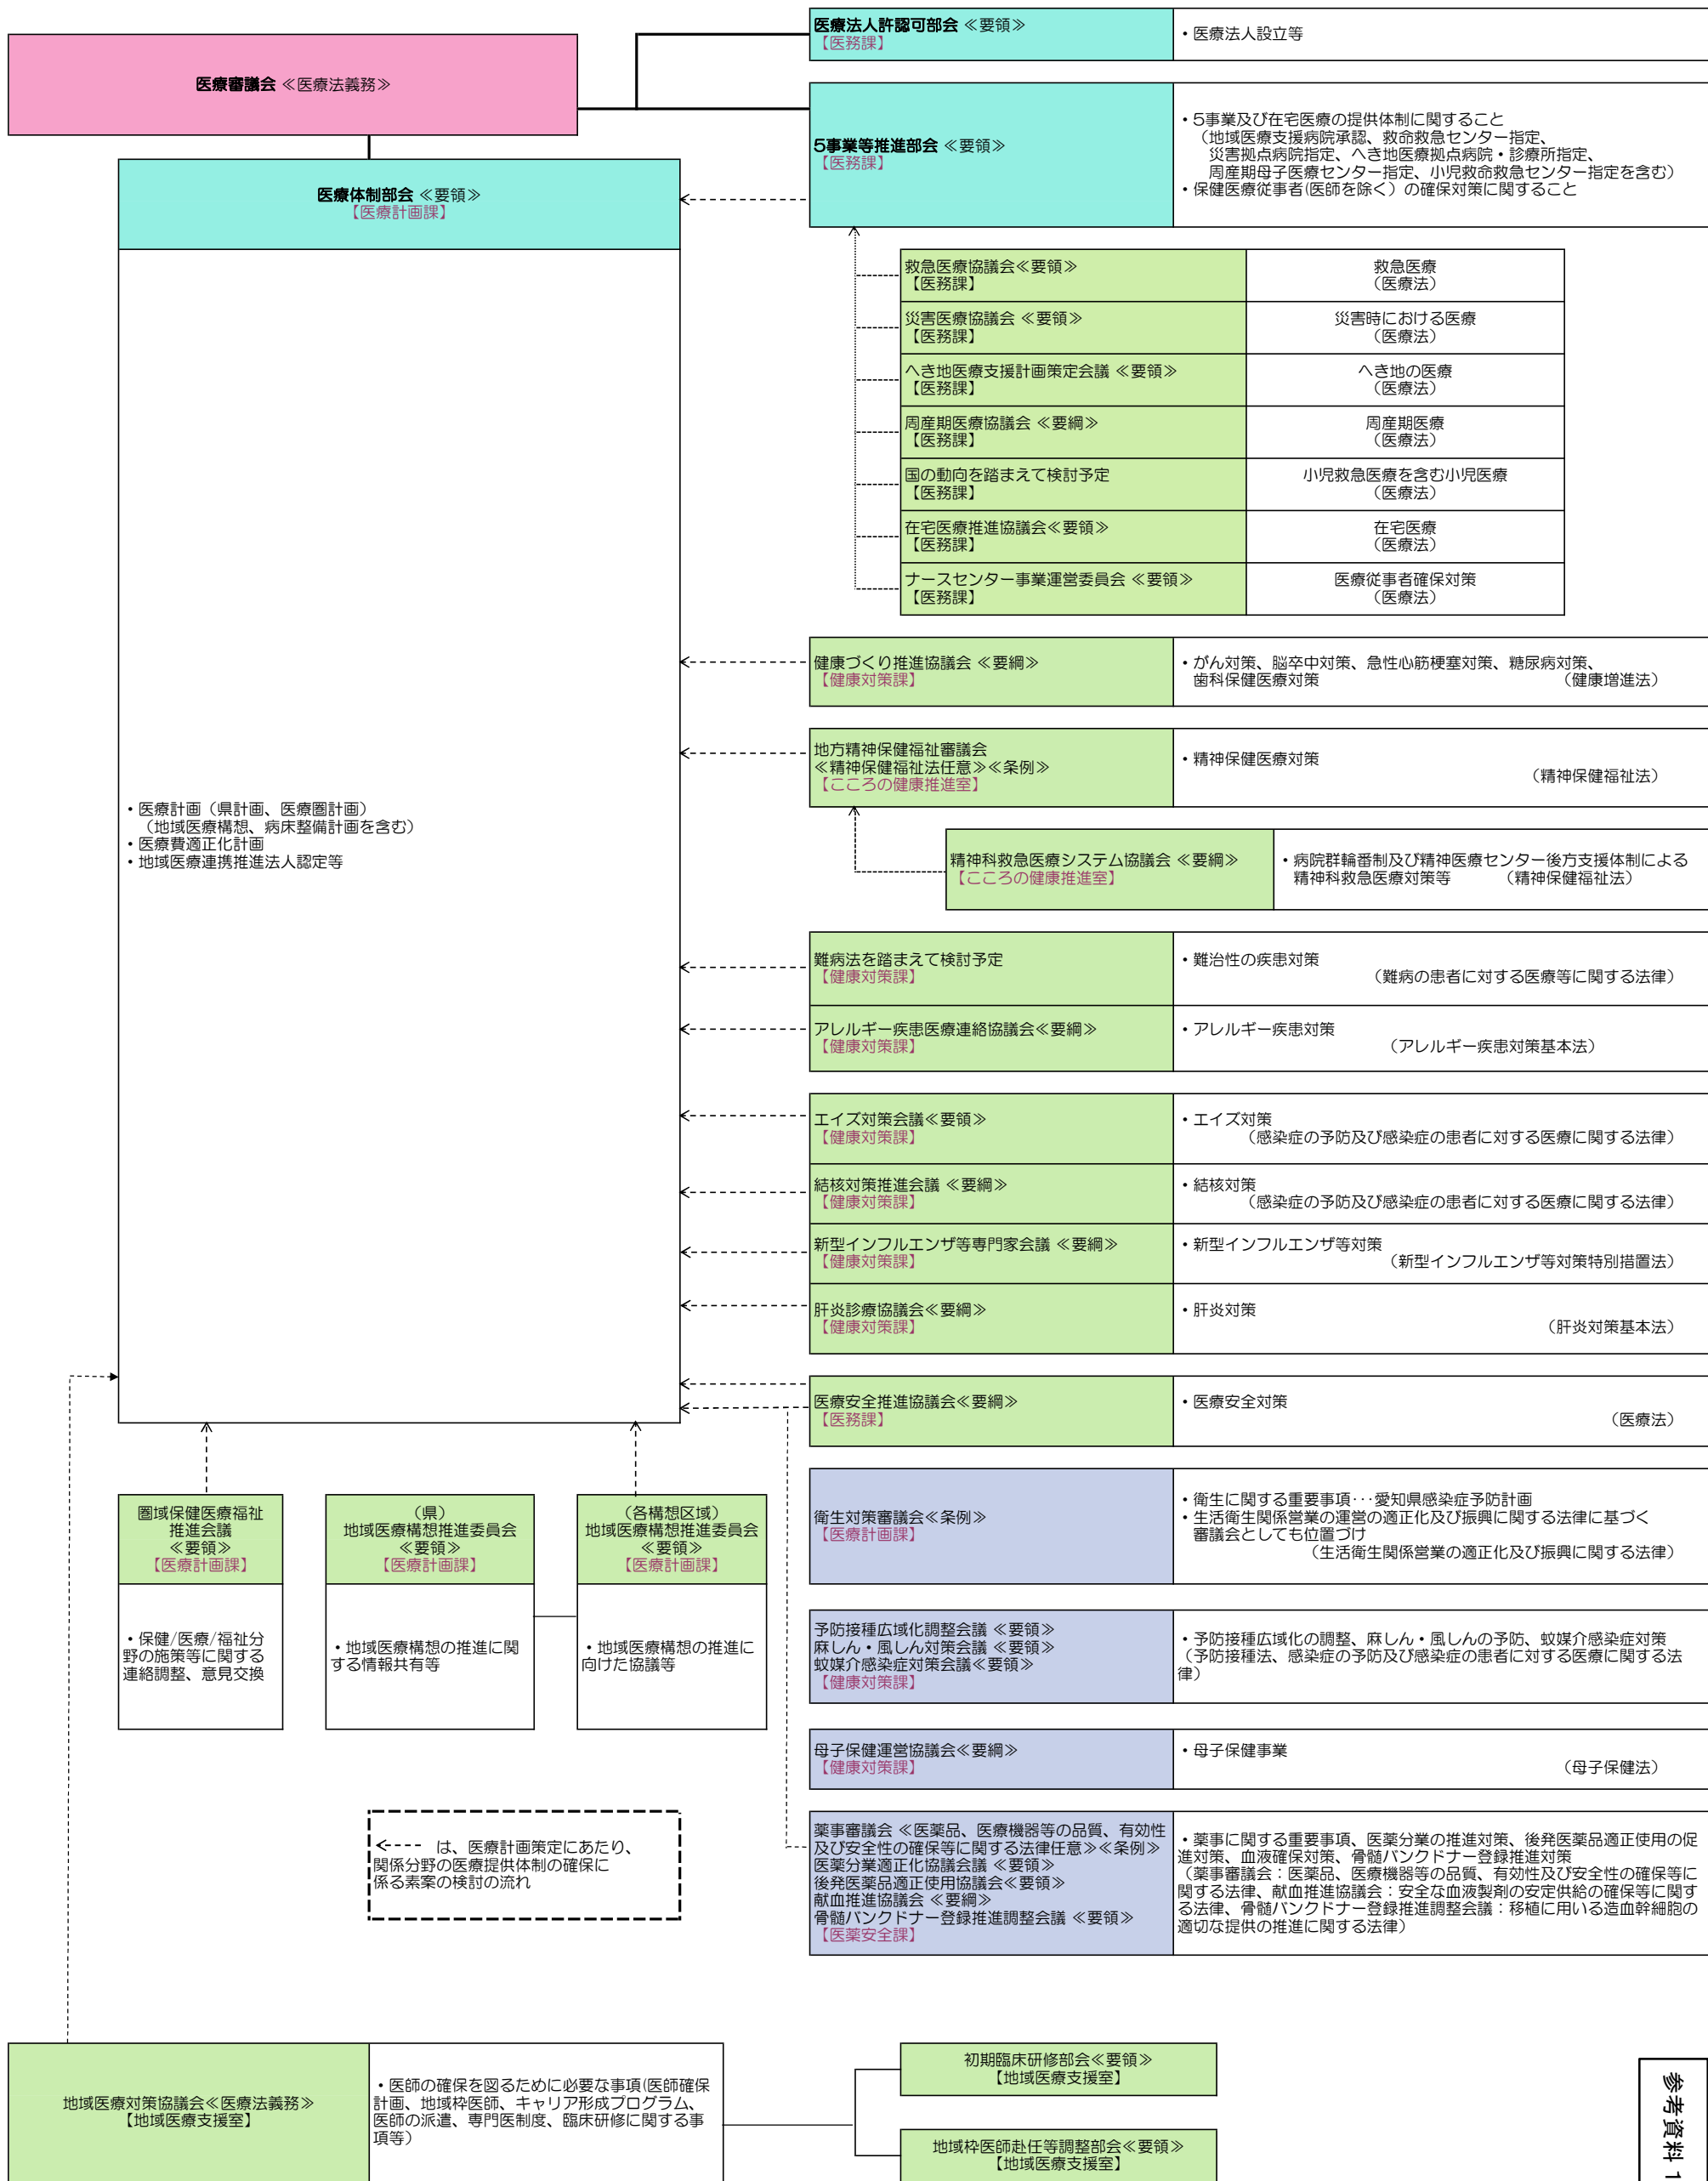 医療審議会 ≪医療法義務≫
医療法人許認可部会 ≪要領≫
【医務課】
・医療法人設立等
5事業等推進部会 ≪要領≫
【医務課】
・5事業及び在宅医療の提供体制に関すること
（地域医療支援病院承認、救命救急センター指定、
災害拠点病院指定、へき地医療拠点病院・診療所指定、
周産期母子医療センター指定、小児救命救急センター指定を含む）
・保健医療従事者(医師を除く）の確保対策に関すること
医療体制部会 ≪要領≫
【医療計画課】
・医療計画（県計画、医療圏計画）
（地域医療構想、病床整備計画を含む）
・医療費適正化計画
・地域医療連携推進法人認定等
救急医療協議会≪要領≫
【医務課】
救急医療
（医療法）
災害医療協議会 ≪要領≫
【医務課】
災害時における医療
（医療法）
へき地医療支援計画策定会議 ≪要領≫
【医務課】
へき地の医療
（医療法）
周産期医療協議会 ≪要綱≫
【医務課】
周産期医療
（医療法）
国の動向を踏まえて検討予定
【医務課】
小児救急医療を含む小児医療
（医療法）
在宅医療推進協議会≪要領≫
【医務課】
在宅医療
（医療法）
ナースセンター事業運営委員会 ≪要領≫
【医務課】
医療従事者確保対策
（医療法）
健康づくり推進協議会 ≪要綱≫
【健康対策課】
・がん対策、脳卒中対策、急性心筋梗塞対策、糖尿病対策、
歯科保健医療対策 （健康増進法）
地方精神保健福祉審議会
≪精神保健福祉法任意≫≪条例≫
【こころの健康推進室】
・精神保健医療対策
（精神保健福祉法）
精神科救急医療システム協議会 ≪要綱≫
【こころの健康推進室】
・病院群輪番制及び精神医療センター後方支援体制による
精神科救急医療対策等 （精神保健福祉法）
難病法を踏まえて検討予定
【健康対策課】
・難治性の疾患対策
（難病の患者に対する医療等に関する法律）
アレルギー疾患医療連絡協議会≪要綱≫
【健康対策課】
・アレルギー疾患対策
（アレルギー疾患対策基本法）
エイズ対策会議≪要領≫
【健康対策課】
・エイズ対策
（感染症の予防及び感染症の患者に対する医療に関する法律）
結核対策推進会議 ≪要綱≫
【健康対策課】
・結核対策
（感染症の予防及び感染症の患者に対する医療に関する法律）
新型インフルエンザ等専門家会議 ≪要綱≫
【健康対策課】
・新型インフルエンザ等対策
（新型インフルエンザ等対策特別措置法）
肝炎診療協議会≪要綱≫
【健康対策課】
・肝炎対策
（肝炎対策基本法）
医療安全推進協議会≪要綱≫
【医務課】
・医療安全対策
（医療法）
圏域保健医療福祉
推進会議
≪要領≫
【医療計画課】
・保健/医療/福祉分
野の施策等に関する
連絡調整、意見交換
（県）
地域医療構想推進委員会
≪要領≫
【医療計画課】
・地域医療構想の推進に関
する情報共有等
（各構想区域）
地域医療構想推進委員会
≪要領≫
【医療計画課】
・地域医療構想の推進に
向けた協議等
衛生対策審議会≪条例≫
【医療計画課】
・衛生に関する重要事項･･･愛知県感染症予防計画
・生活衛生関係営業の運営の適正化及び振興に関する法律に基づく
審議会としても位置づけ
（生活衛生関係営業の適正化及び振興に関する法律）
予防接種広域化調整会議 ≪要領≫
麻しん・風しん対策会議 ≪要領≫
蚊媒介感染症対策会議≪要領≫
【健康対策課】
・予防接種広域化の調整、麻しん・風しんの予防、蚊媒介感染症対策
（予防接種法、感染症の予防及び感染症の患者に対する医療に関する法
律）
母子保健運営協議会≪要綱≫
【健康対策課】
・母子保健事業
（母子保健法）
薬事審議会 ≪医薬品、医療機器等の品質、有効性
及び安全性の確保等に関する法律任意≫≪条例≫
医薬分業適正化協議会議 ≪要領≫
後発医薬品適正使用協議会≪要領≫
献血推進協議会 ≪要綱≫
骨髄バンクドナー登録推進調整会議 ≪要領≫
【医薬安全課】
・薬事に関する重要事項、医薬分業の推進対策、後発医薬品適正使用の促
進対策、血液確保対策、骨髄バンクドナー登録推進対策
（薬事審議会：医薬品、医療機器等の品質、有効性及び安全性の確保等に
関する法律、献血推進協議会：安全な血液製剤の安定供給の確保等に関す
る法律、骨髄バンクドナー登録推進調整会議：移植に用いる造血幹細胞の
適切な提供の推進に関する法律）
は、医療計画策定にあたり、
関係分野の医療提供体制の確保に
係る素案の検討の流れ
地域医療対策協議会≪医療法義務≫
【地域医療支援室】
・医師の確保を図るために必要な事項(医師確保
計画、地域枠医師、キャリア形成プログラム、
医師の派遣、専門医制度、臨床研修に関する事
項等）
初期臨床研修部会≪要領≫
【地域医療支援室】
地域枠医師赴任等調整部会≪要領≫
【地域医療支援室】
参考資料１